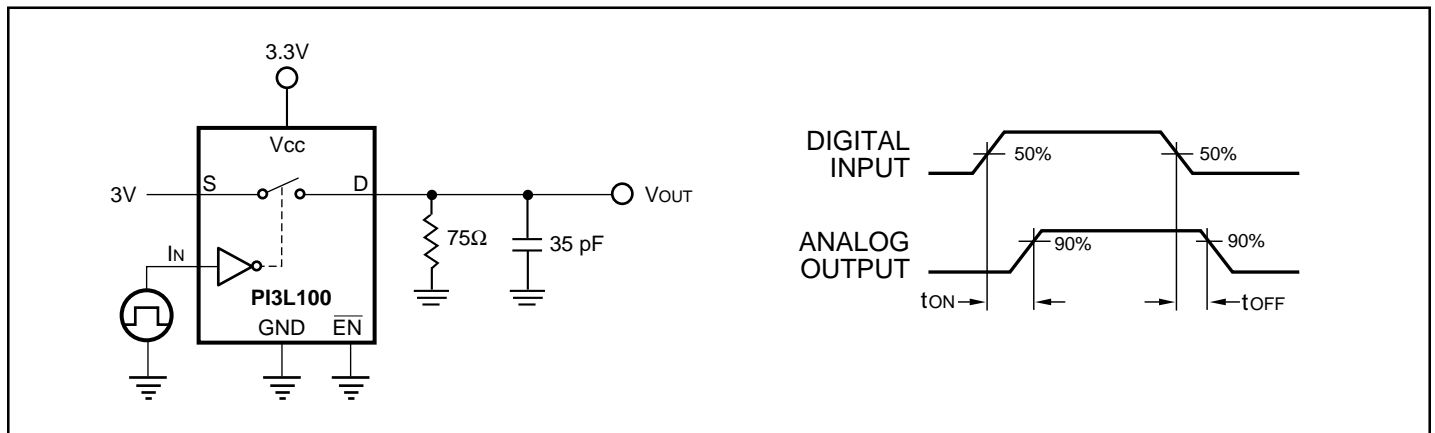 3.3V
VCC
3V
S
D
VOUT
75Ω
35 pF
IN
PI3L100
GND
EN
DIGITAL
INPUT
50%
50%
ANALOG
OUTPUT
90%
90%
tON
tOFF